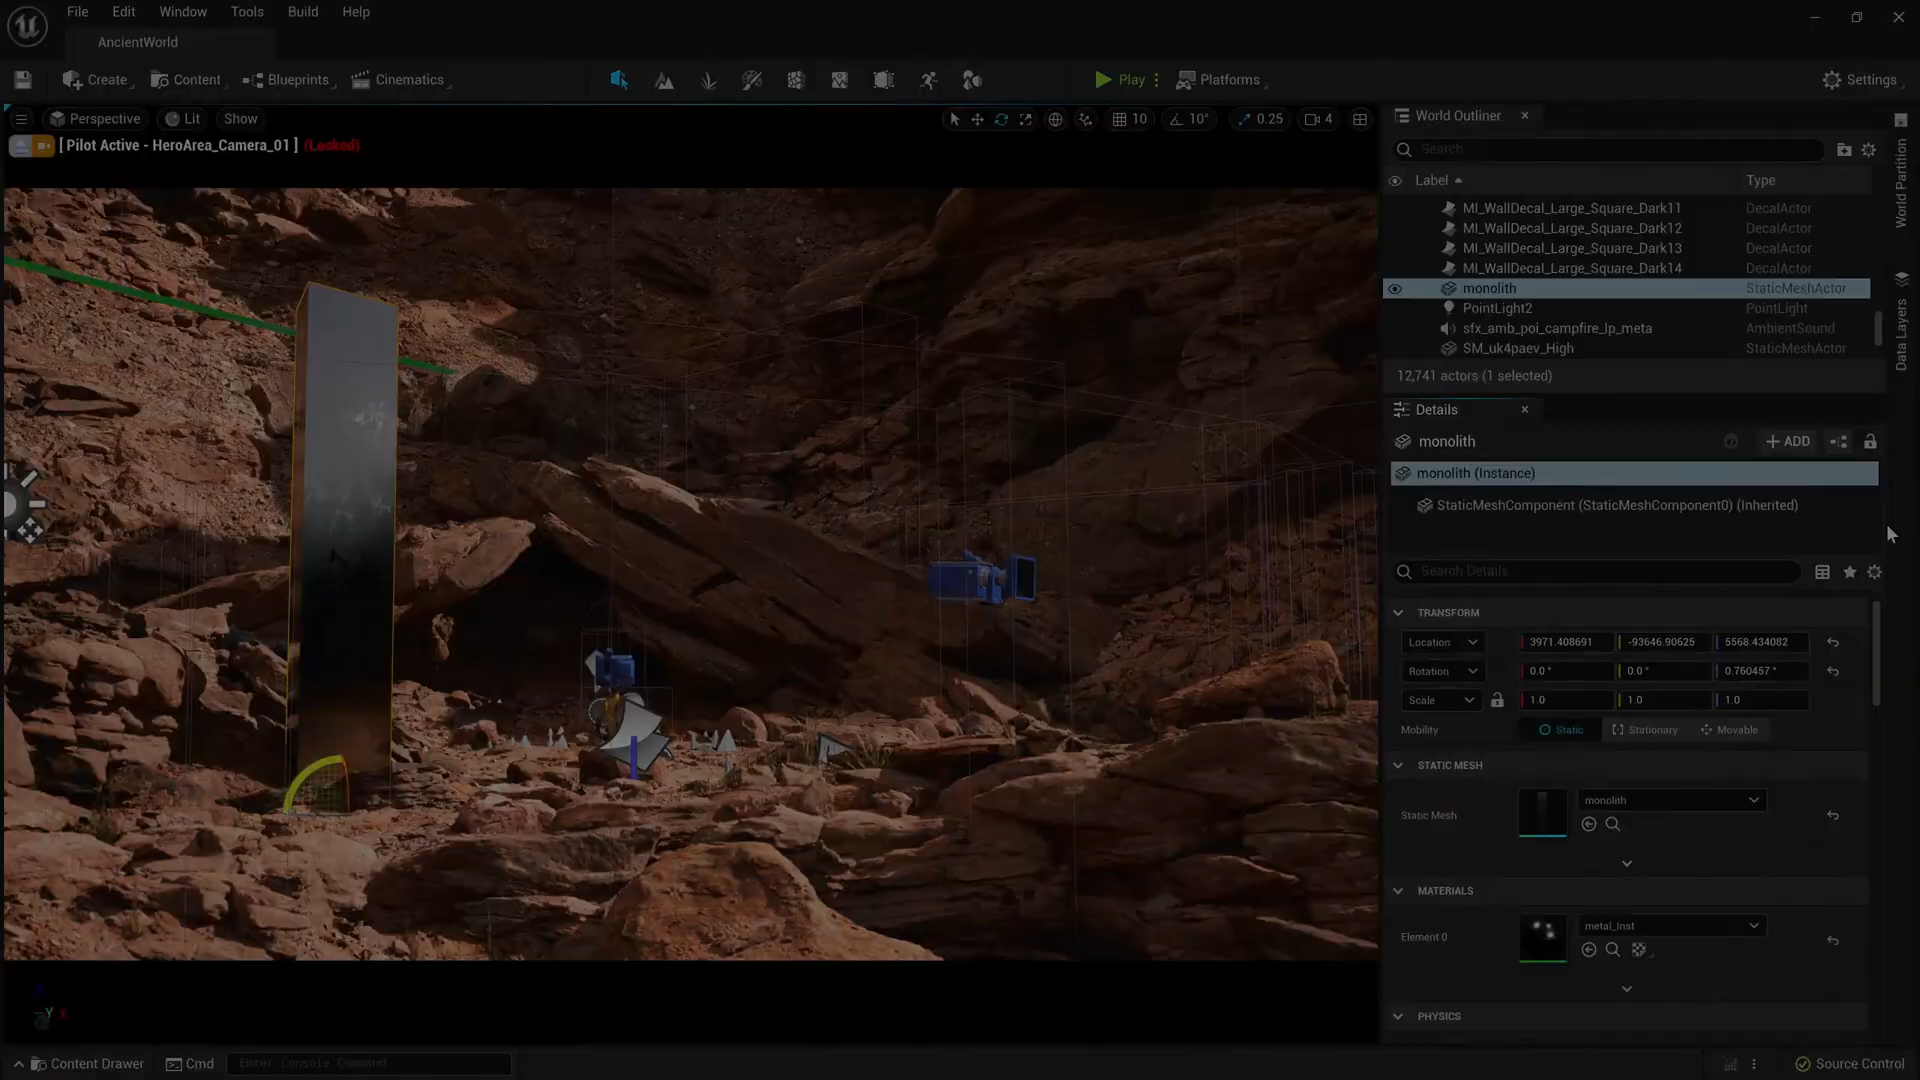 File Edit Window Tools Build Help
AncientWorld
Create Content Blueprints Cinematics Play Platforms Settings
Perspective Lit Show 10 10° 0.25 4
[ Pilot Active - HeroArea_Camera_01 ] (Locked)
World Outliner
Search...
Label Type
MI_WallDecal_Large_Square_Dark11 DecalActor
MI_WallDecal_Large_Square_Dark12 DecalActor
MI_WallDecal_Large_Square_Dark13 DecalActor
MI_WallDecal_Large_Square_Dark14 DecalActor
monolith StaticMeshActor
PointLight2 PointLight
sfx_amb_poi_campfire_lp_meta AmbientSound
SM_uk4paev_High StaticMeshActor
12,741 actors (1 selected)
World Partition
Data Layers
Details
monolith + ADD
monolith (Instance)
StaticMeshComponent (StaticMeshComponent0) (Inherited)
Search Details
TRANSFORM
Location 3971.408691 -93646.90625 5568.434082
Rotation 0.0 ° 0.0 ° 0.760457 °
Scale 1.0 1.0 1.0
Mobility Static Stationary Movable
STATIC MESH
Static Mesh monolith
MATERIALS
Element 0 metal_Inst
PHYSICS
Y X
Content Drawer Cmd Enter Console Command Source Control